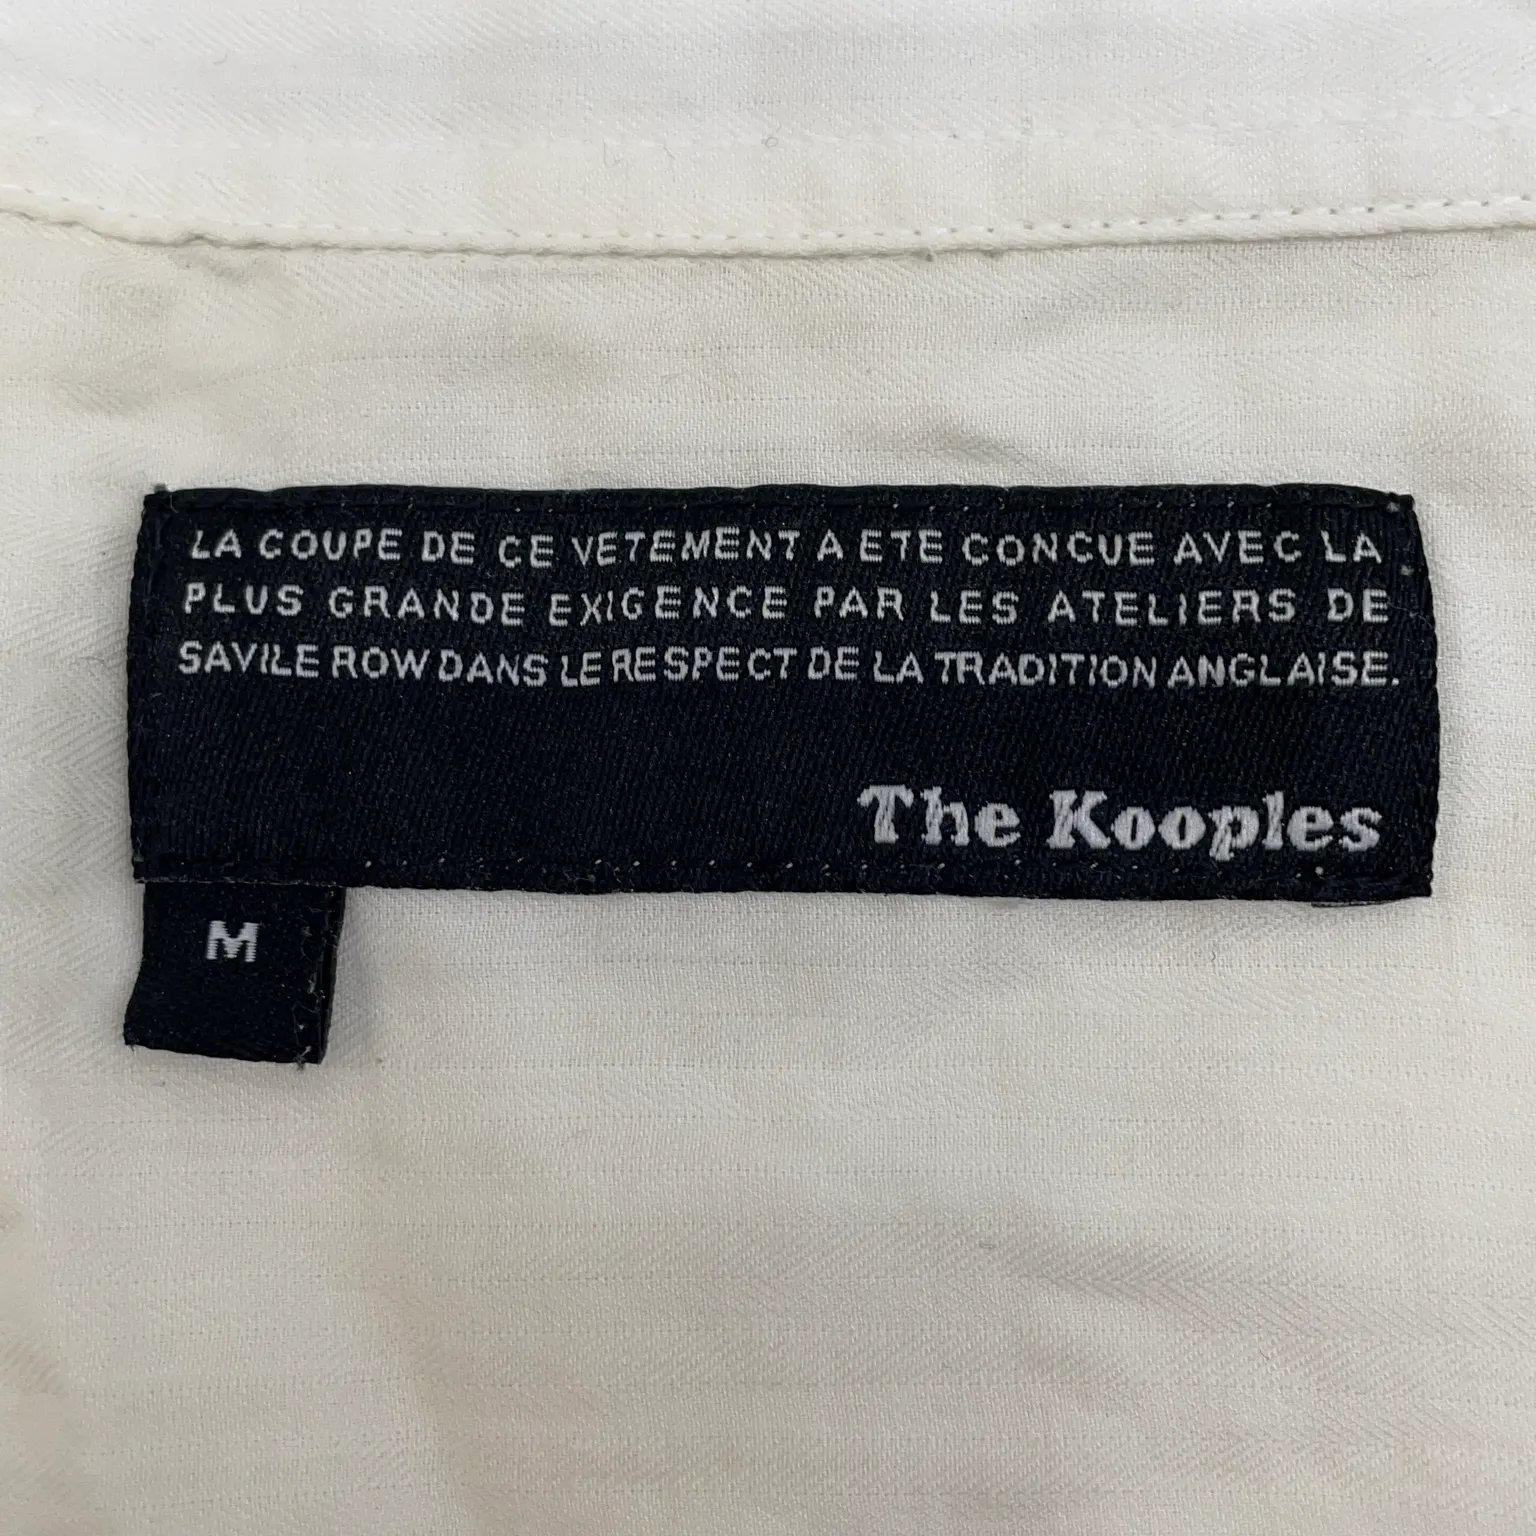 LA COUPE DE CE VETEMENT A ETE CONCUE AVEC LA
PLUS GRANDE EXIGENCE PAR LES ATELIERS DE
SAVILE ROW DANS LE RESPECT DE LA TRADITION ANGLAISE.
The Kooples
M